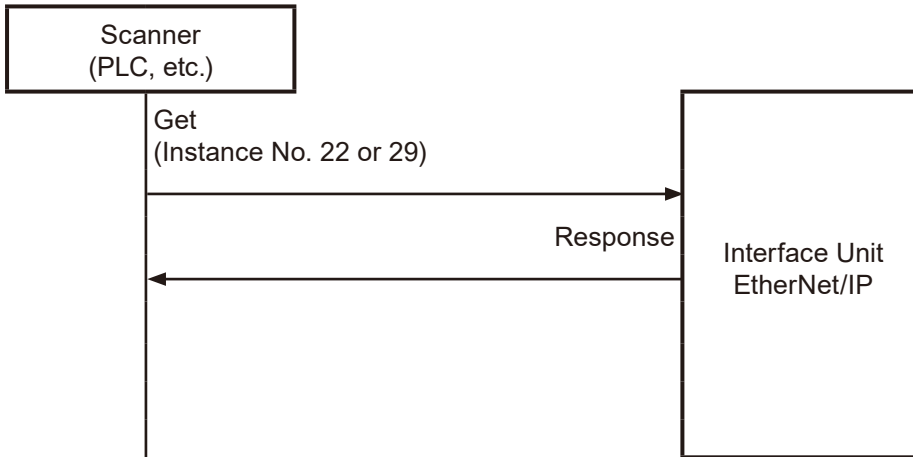 Scanner
(PLC, etc.)
Get
(Instance No. 22 or 29)
Response
Interface Unit
EtherNet/IP